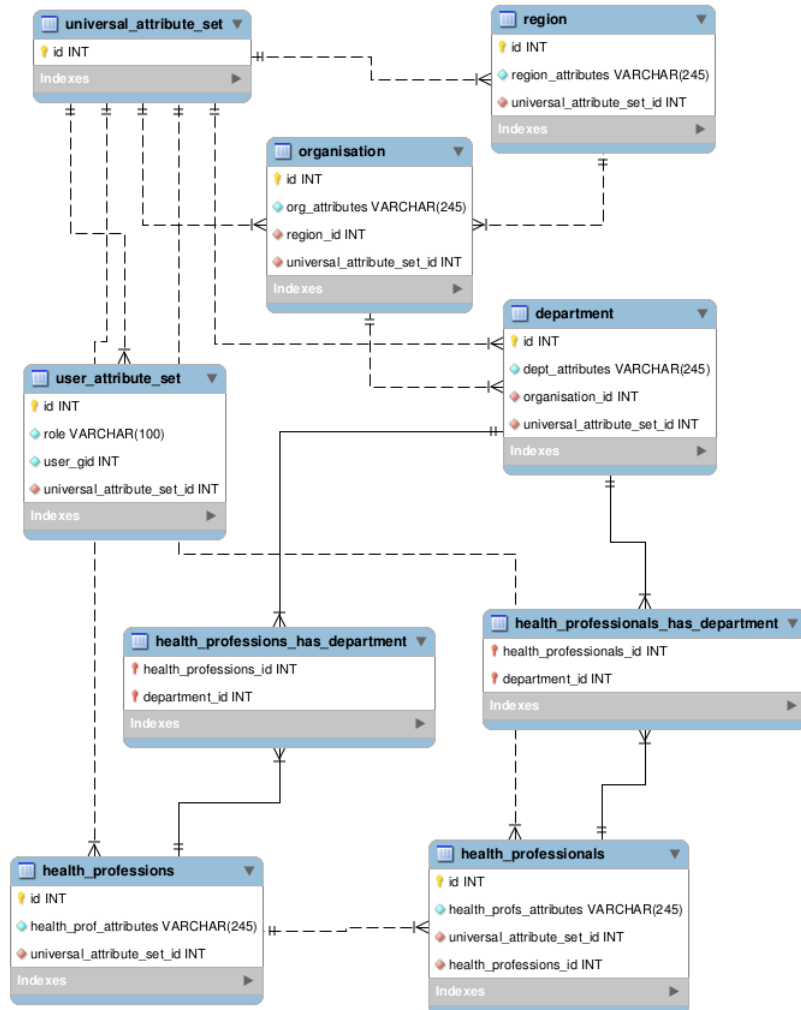 universal_attribute_set
id INT
Indexes
region
id INT
region_attributes VARCHAR(245)
universal_attribute_set_id INT
Indexes
organisation
id INT
org_attributes VARCHAR(245)
region_id INT
universal_attribute_set_id INT
Indexes
department
id INT
dept_attributes VARCHAR(245)
organisation_id INT
universal_attribute_set_id INT
Indexes
user_attribute_set
id INT
role VARCHAR(100)
user_gid INT
universal_attribute_set_id INT
Indexes
health_professions_has_department
health_professions_id INT
department_id INT
Indexes
health_professionals_has_department
health_professionals_id INT
department_id INT
Indexes
health_professions
id INT
health_prof_attributes VARCHAR(245)
universal_attribute_set_id INT
Indexes
health_professionals
id INT
health_profs_attributes VARCHAR(245)
universal_attribute_set_id INT
health_professions_id INT
Indexes